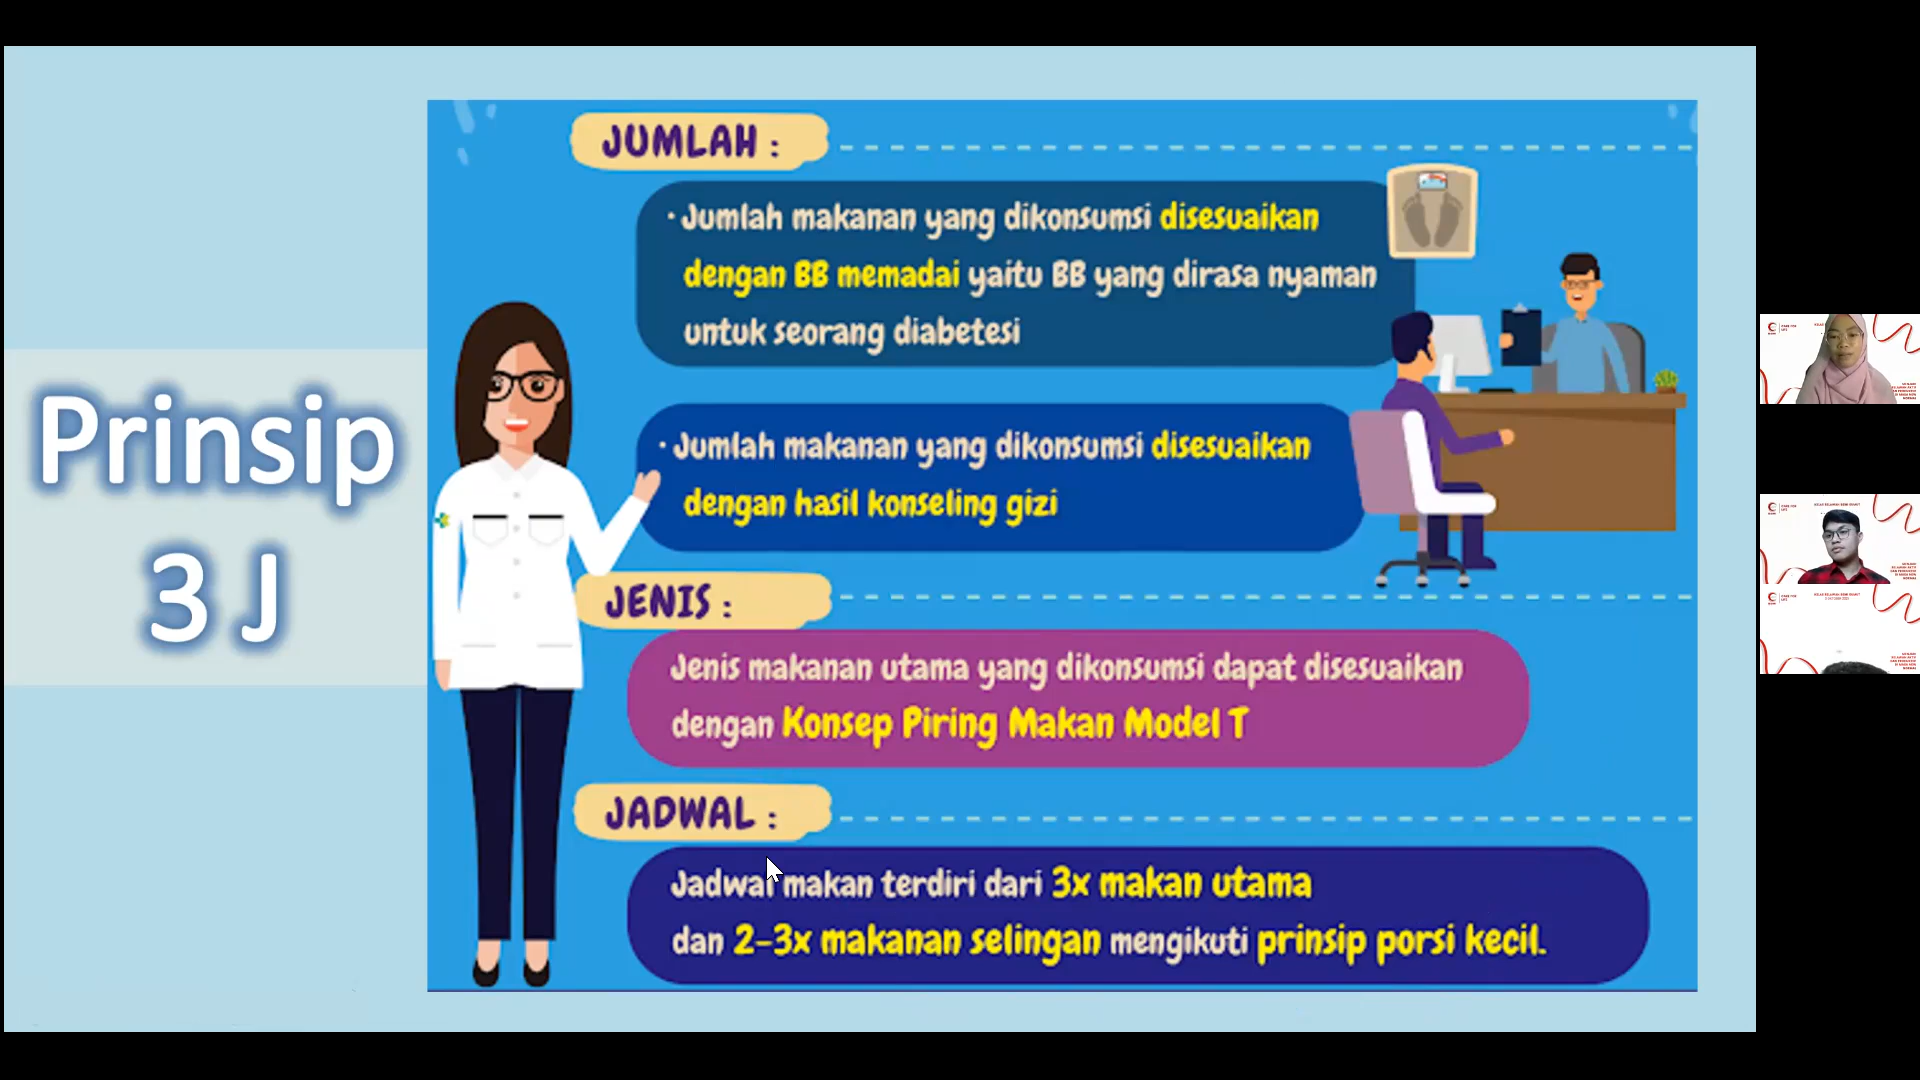 Prinsip
3 J
JUMLAH :
• Jumlah makanan yang dikonsumsi disesuaikan
dengan BB memadai yaitu BB yang dirasa nyaman
untuk seorang diabetesi
• Jumlah makanan yang dikonsumsi disesuaikan
dengan hasil konseling gizi
JENIS :
Jenis makanan utama yang dikonsumsi dapat disesuaikan
dengan Konsep Piring Makan Model T
JADWAL :
Jadwal makan terdiri dari 3x makan utama
dan 2-3x makanan selingan mengikuti prinsip porsi kecil.